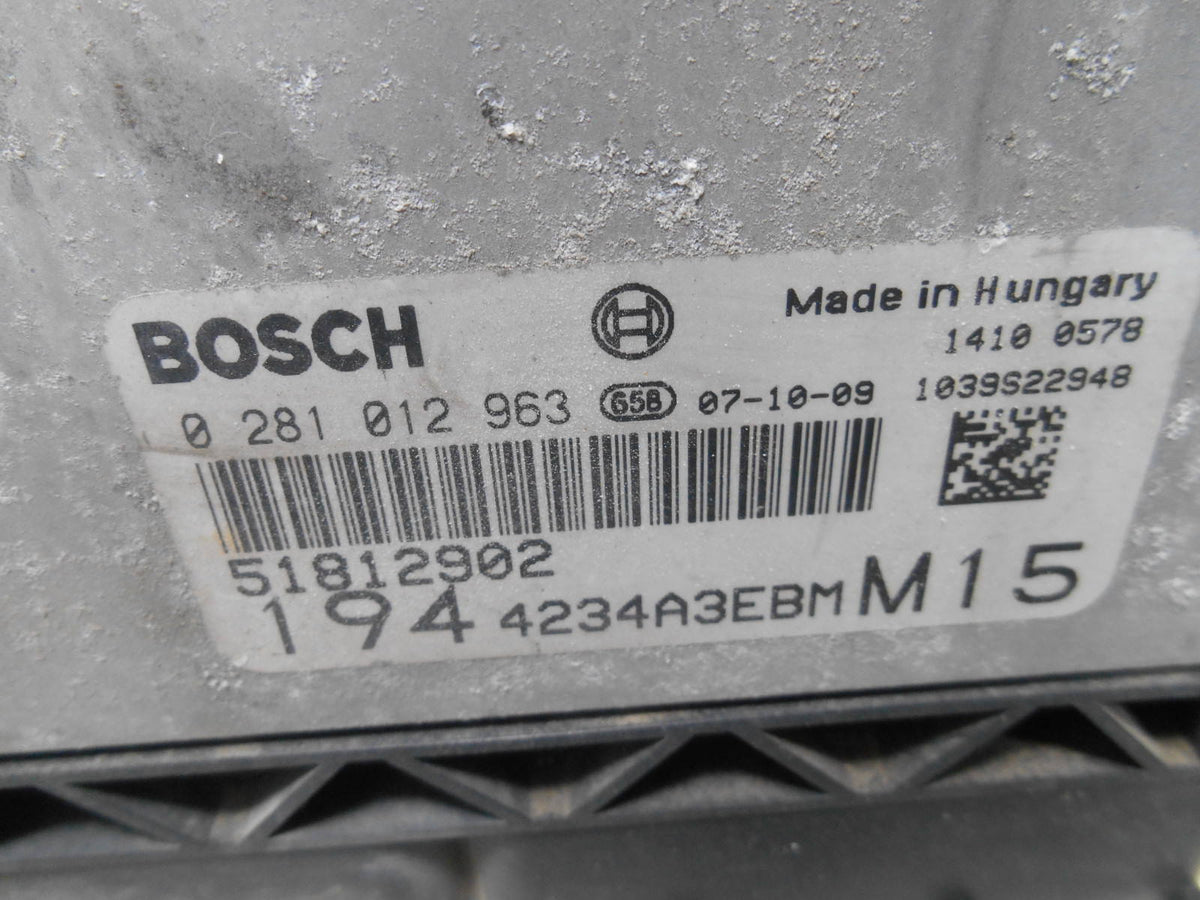 BOSCH
Made in Hungary
1410 0578
0 281 012 963 658 07-10-09 1039S22948
51812902
194 4234A3EBM M15